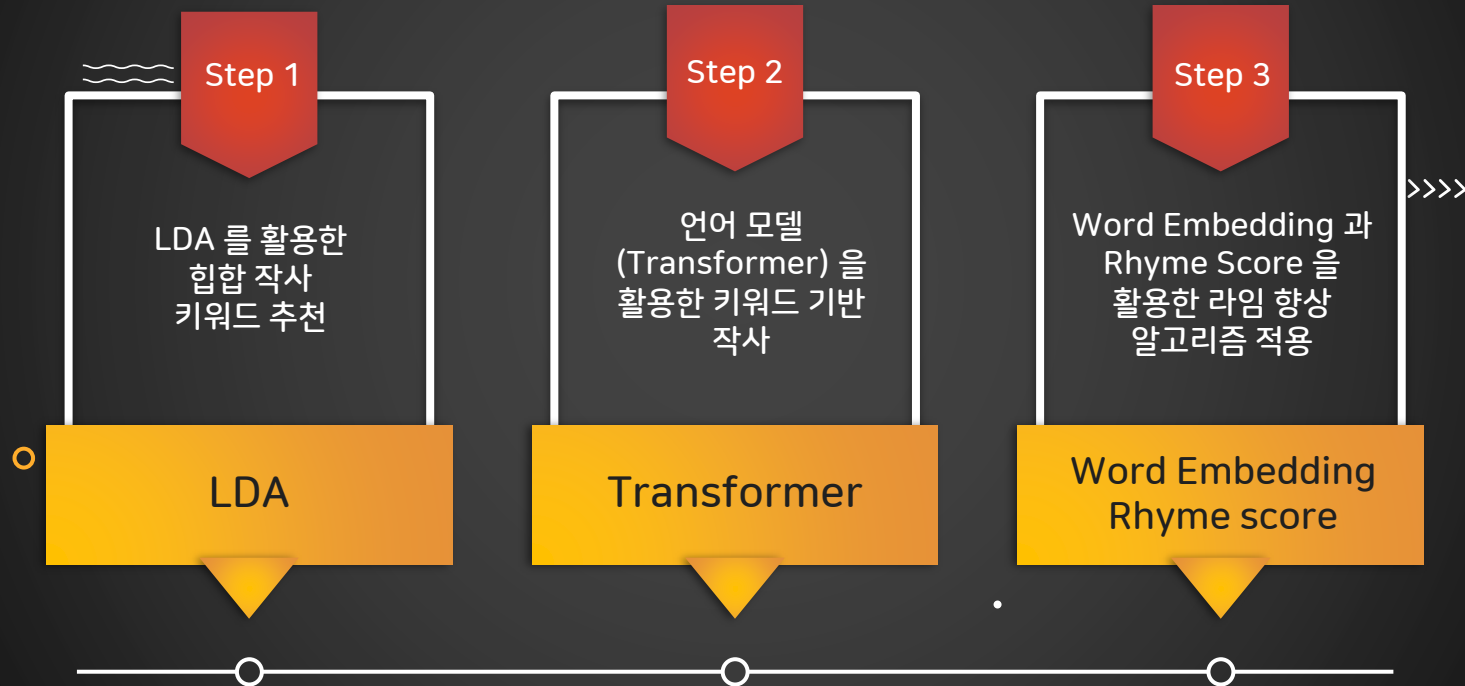 Step 1
LDA 를 활용한
힙합 작사
키워드 추천
LDA
Step 2
언어 모델
(Transformer) 을
활용한 키워드 기반
작사
Transformer
Step 3
Word Embedding 과
Rhyme Score 을
활용한 라임 향상
알고리즘 적용
Word Embedding
Rhyme score